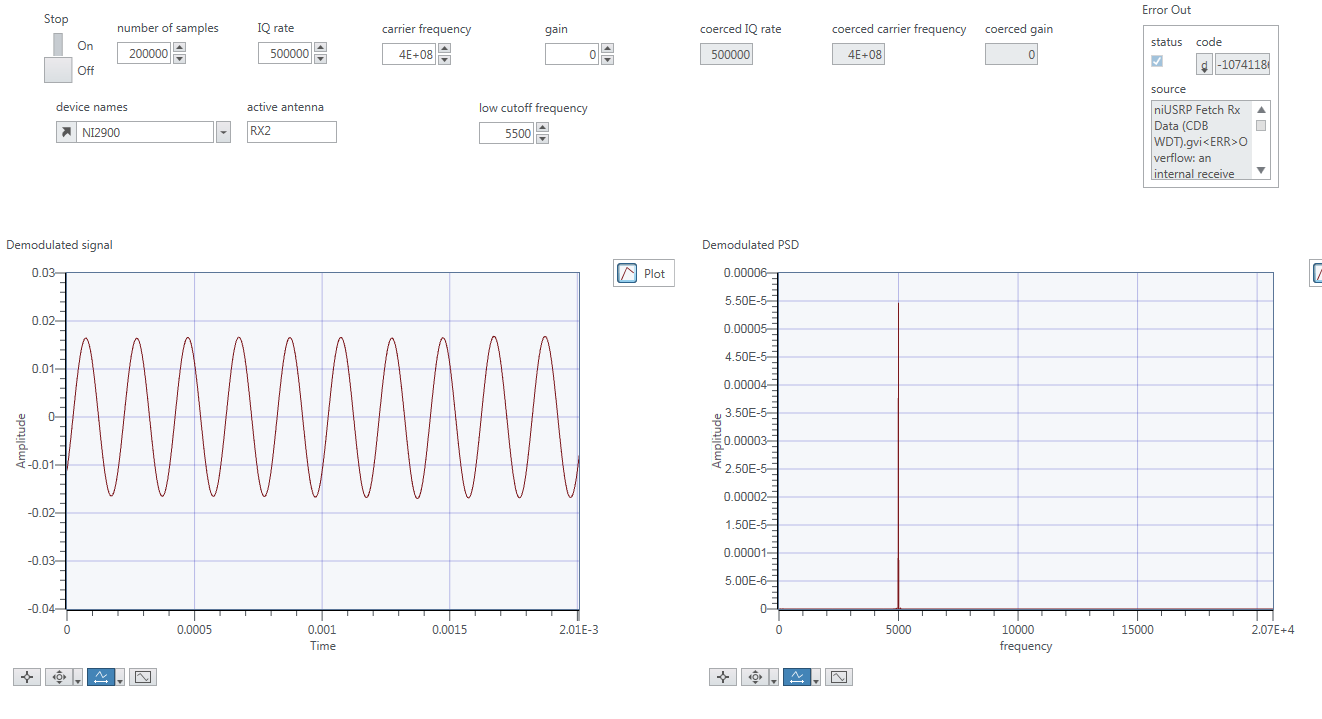 Stop
On
Off
number of samples
200000
IQ rate
500000
carrier frequency
4E+08
gain
0
coerced IQ rate
500000
coerced carrier frequency
4E+08
coerced gain
0
Error Out
status
code
d
-10741186
source
niUSRP Fetch Rx
Data (CDB
WDT).gvi<ERR>O
verflow: an
internal receive
device names
NI2900
active antenna
RX2
low cutoff frequency
5500
Demodulated signal
Plot
0.03
0.02
0.01
0
-0.01
-0.02
-0.03
-0.04
Amplitude
0
0.0005
0.001
0.0015
2.01E-3
Time
Demodulated PSD
0.00006
5.50E-5
0.00005
4.50E-5
0.00004
3.50E-5
0.00003
2.50E-5
0.00002
1.50E-5
0.00001
5.00E-6
0
Amplitude
0
5000
10000
15000
2.07E+4
frequency